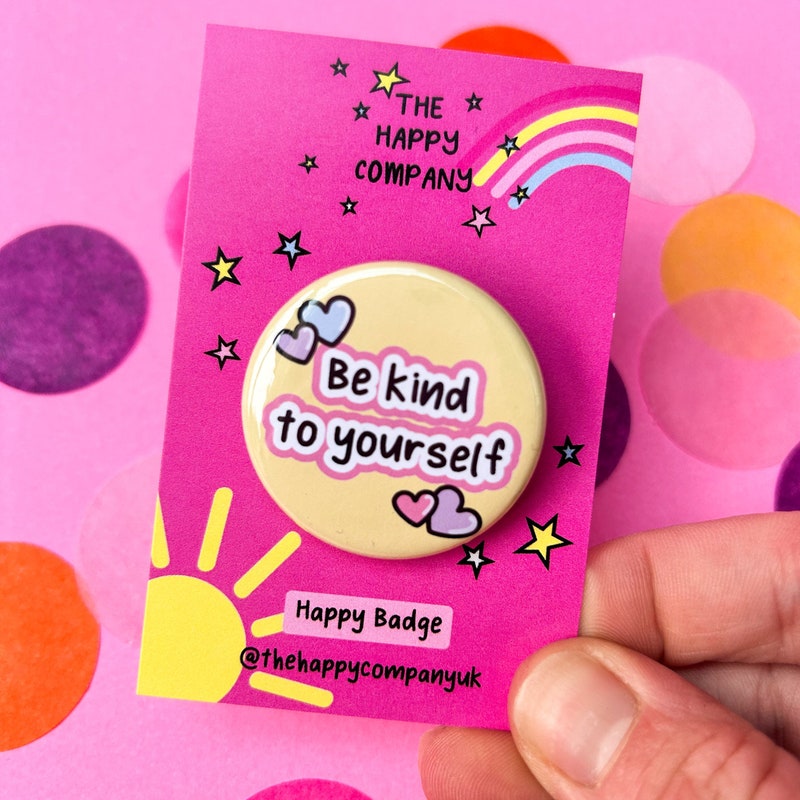 THE
HAPPY
COMPANY
Be kind
to yourself
Happy Badge
@thehappycompanyuk